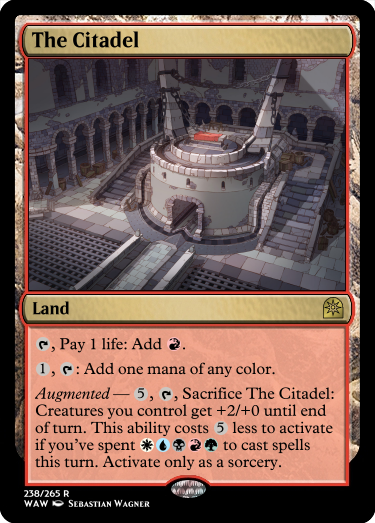 The Citadel
Land
, Pay 1 life: Add .
1, : Add one mana of any color.
Augmented — 5, , Sacrifice The Citadel:
Creatures you control get +2/+0 until end
of turn. This ability costs 5 less to activate
if you've spent to cast spells
this turn. Activate only as a sorcery.
238/265 R
WAW Sebastian Wagner